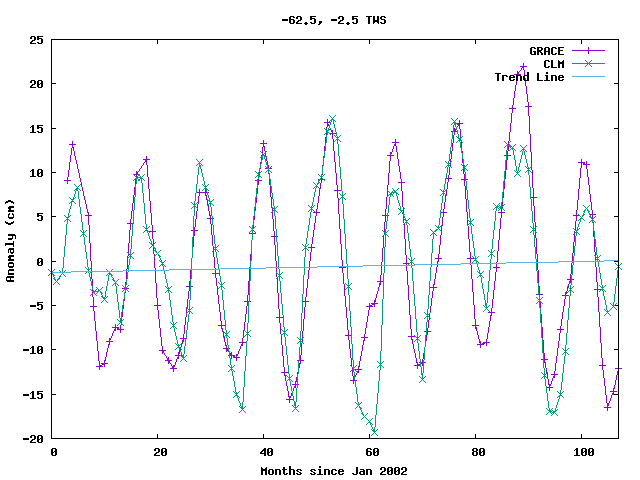 -62.5, -2.5 TWS
GRACE
CLM
Trend Line
25
20
15
10
5
0
-5
-10
-15
-20
Anomaly (cm)
0 20 40 60 80 100
Months since Jan 2002